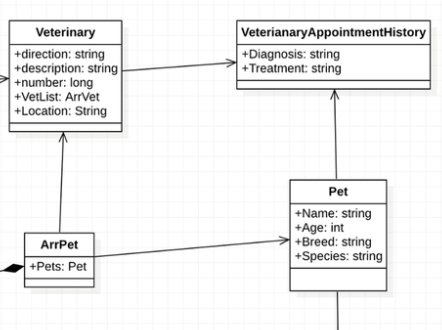 Veterinary
+direction: string
+description: string
+number: long
+VetList: ArrVet
+Location: String
VeterianaryAppointmentHistory
+Diagnosis: string
+Treatment: string
Pet
+Name: string
+Age: int
+Breed: string
+Species: string
ArrPet
+Pets: Pet